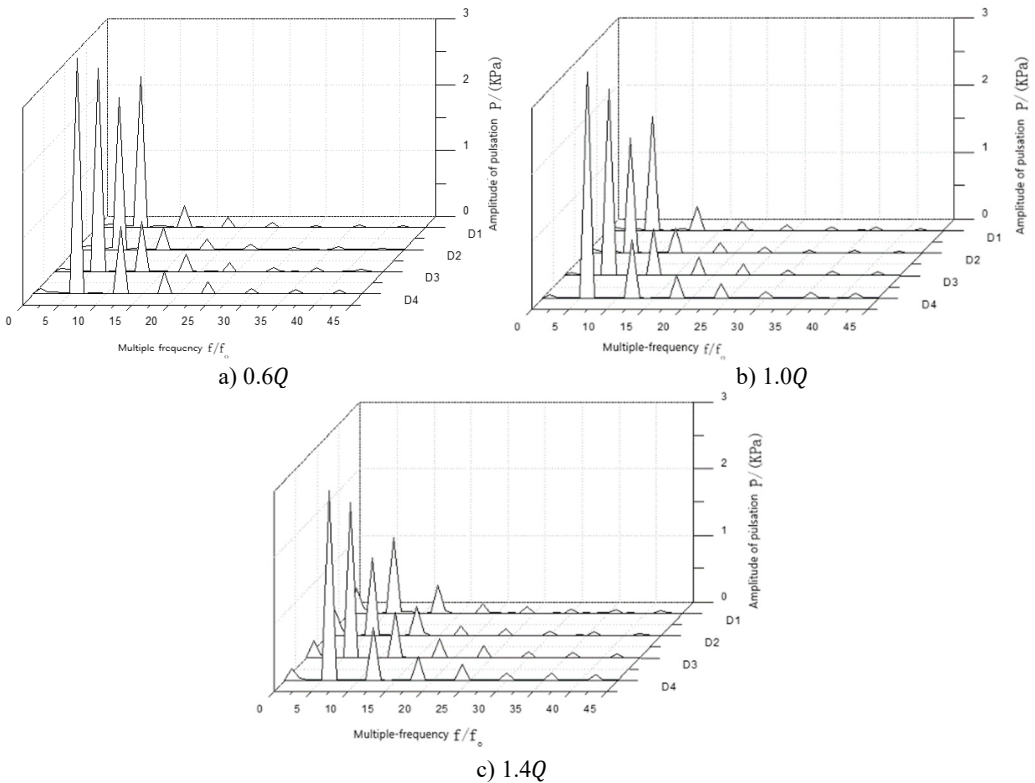 3
2
1
0
Amplitude of pulsation P/(KPa)
D1
D2
D3
D4
0 5 10 15 20 25 30 35 40 45
Multiple frequency f/f₀
a) 0.6Q
3
2
1
0
Amplitude of pulsation P/(KPa)
D1
D2
D3
D4
0 5 10 15 20 25 30 35 40 45
Multiple-frequency f/f₀
b) 1.0Q
3
2
1
0
Amplitude of pulsation P/(KPa)
D1
D2
D3
D4
0 5 10 15 20 25 30 35 40 45
Multiple-frequency f/f₀
c) 1.4Q